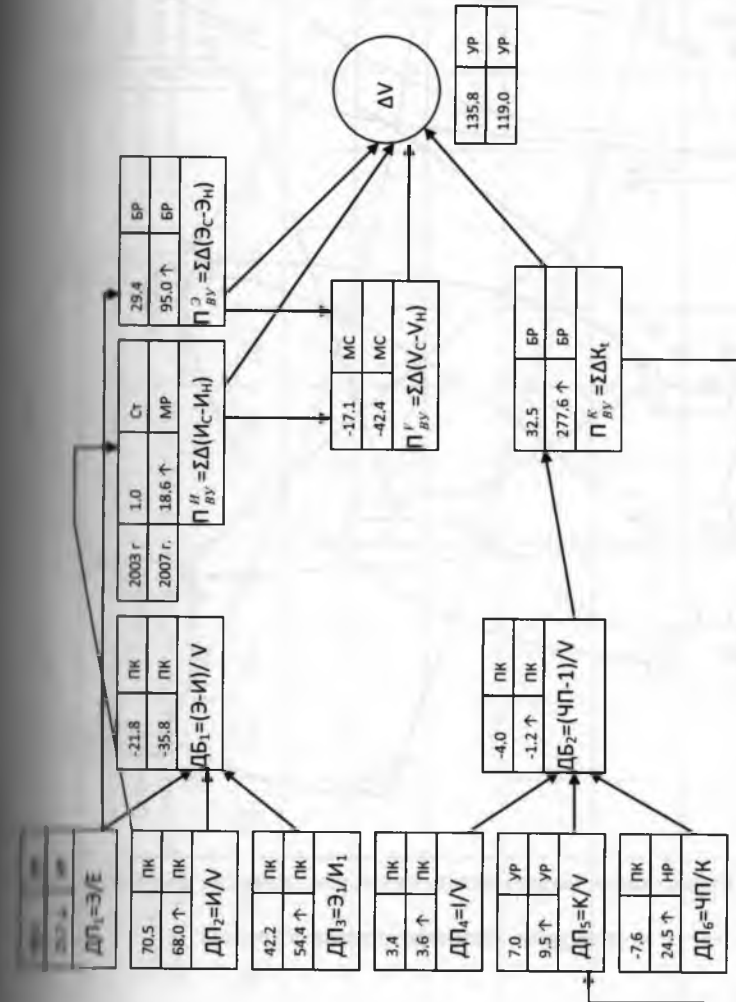 ДП₁=Э/Е
70.5 ПК
68.0 ↑ ПК
ДП₂=И/V
42.2 ПК
54.4 ↑ ПК
ДП₃=Э₁/И₁
3.4 ПК
3.6 ↑ ПК
ДП₄=I/V
7.0 УР
9.5 ↑ УР
ДП₅=К/V
-7.6 ПК
24.5 ↑ НР
ДП₆=ЧП/К
-21.8 ПК
-35.8 ПК
ДБ₁=(Э-И)/V
-4.0 ПК
-1.2 ↑ ПК
ДБ₂=(ЧП-1)/V
2003 г 1.0 Ст
2007 г. 18.6 ↑ МР
П^И_ВУ=ΣΔ(И_С-И_Н)
29.4 БР
95.0 ↑ БР
П^Э_ВУ=ΣΔ(Э_С-Э_Н)
-17.1 МС
-42.4 МС
П^V_ВУ=ΣΔ(V_С-V_Н)
32.5 БР
277.6 ↑ БР
П^К_ВУ=ΣΔК_t
ΔV
135.8 УР
119.0 УР